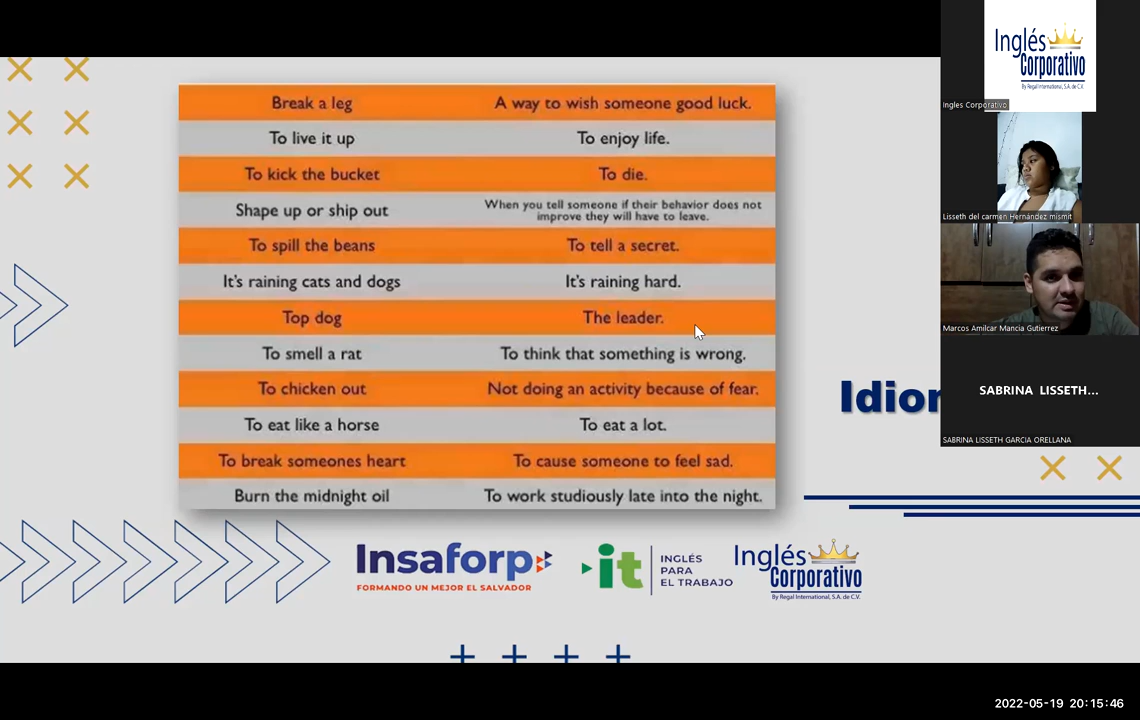 Break a leg A way to wish someone good luck.
To live it up To enjoy life.
To kick the bucket To die.
Shape up or ship out When you tell someone if their behavior does not
improve they will have to leave.
To spill the beans To tell a secret.
It's raining cats and dogs It's raining hard.
Top dog The leader.
To smell a rat To think that something is wrong.
To chicken out Not doing an activity because of fear.
To eat like a horse To eat a lot.
To break someones heart To cause someone to feel sad.
Burn the midnight oil To work studiously late into the night.
Insaforp
FORMANDO UN MEJOR EL SALVADOR
it
INGLÉS
PARA
EL TRABAJO
Inglés
Corporativo
By Regal International, S.A. de C.V.
Inglés
Corporativo
By Regal International, S.A. de C.V.
Ingles Corporativo
Lisseth del carmen Hernández mismit
Marcos Amilcar Mancia Gutierrez
SABRINA LISSETH...
SABRINA LISSETH GARCIA ORELLANA
2022-05-19 20:15:46